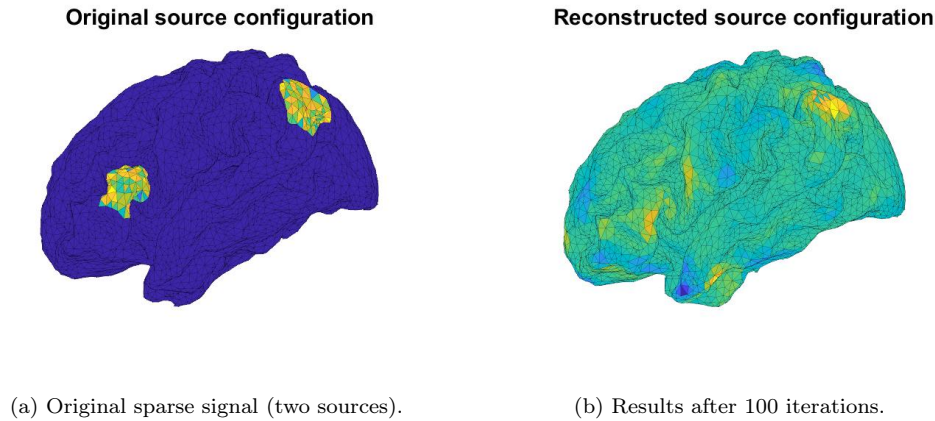 Original source configuration
Reconstructed source configuration
(a) Original sparse signal (two sources).
(b) Results after 100 iterations.